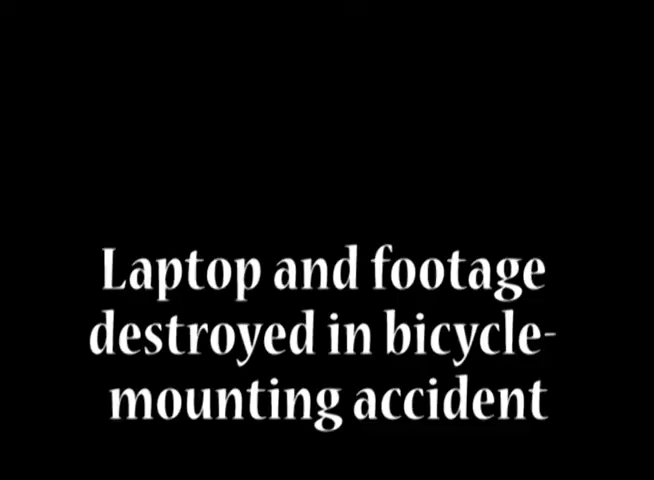 Laptop and footage
destroyed in bicycle-
mounting accident